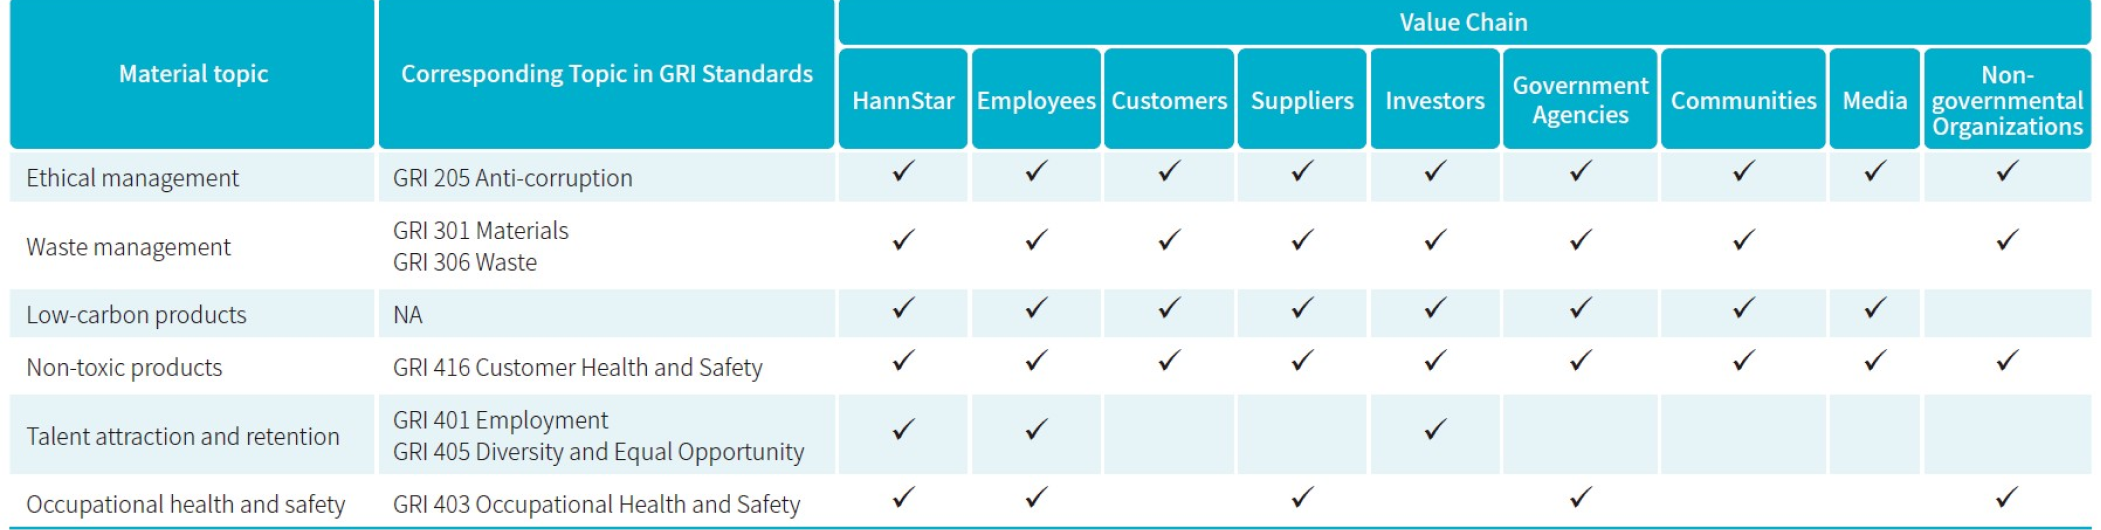 Value Chain
Material topic
Corresponding Topic in GRI Standards
HannStar
Employees
Customers
Suppliers
Investors
Government
Agencies
Communities
Media
Non-
governmental
Organizations
Ethical management
GRI 205 Anti-corruption
✓ ✓ ✓ ✓ ✓ ✓ ✓ ✓ ✓
Waste management
GRI 301 Materials
GRI 306 Waste
✓ ✓ ✓ ✓ ✓ ✓ ✓ ✓
Low-carbon products
NA
✓ ✓ ✓ ✓ ✓ ✓ ✓ ✓
Non-toxic products
GRI 416 Customer Health and Safety
✓ ✓ ✓ ✓ ✓ ✓ ✓ ✓ ✓
Talent attraction and retention
GRI 401 Employment
GRI 405 Diversity and Equal Opportunity
✓ ✓ ✓
Occupational health and safety
GRI 403 Occupational Health and Safety
✓ ✓ ✓ ✓ ✓